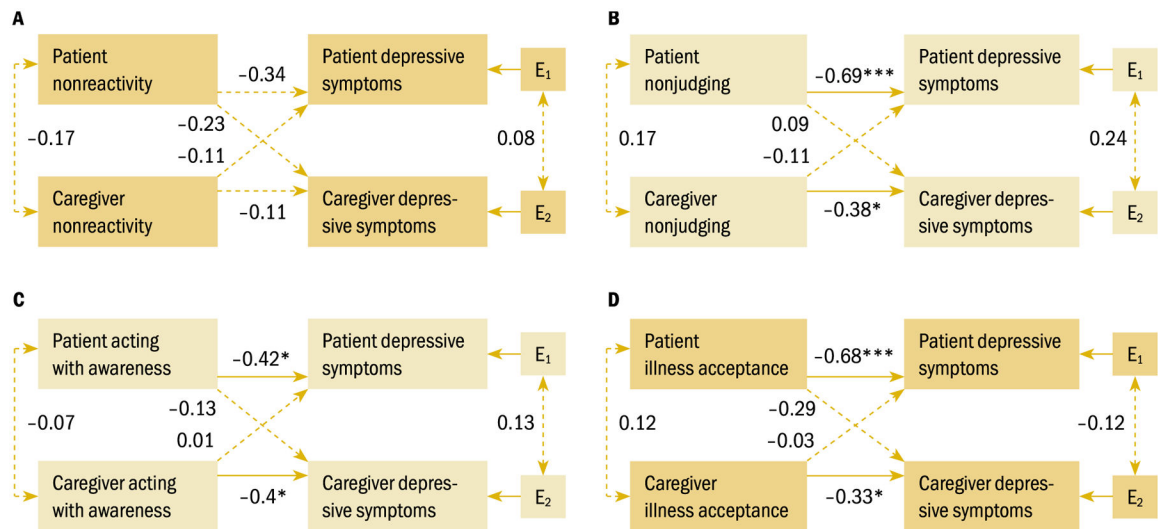 A
Patient
nonreactivity
−0.34
Patient depressive
symptoms
E₁
−0.17
−0.23
−0.11
0.08
Caregiver
nonreactivity
−0.11
Caregiver depres-
sive symptoms
E₂
B
Patient
nonjudging
−0.69***
Patient depressive
symptoms
E₁
0.17
0.09
−0.11
0.24
Caregiver
nonjudging
−0.38*
Caregiver depres-
sive symptoms
E₂
C
Patient acting
with awareness
−0.42*
Patient depressive
symptoms
E₁
−0.07
−0.13
0.01
0.13
Caregiver acting
with awareness
−0.4*
Caregiver depres-
sive symptoms
E₂
D
Patient
illness acceptance
−0.68***
Patient depressive
symptoms
E₁
0.12
−0.29
−0.03
−0.12
Caregiver
illness acceptance
−0.33*
Caregiver depres-
sive symptoms
E₂